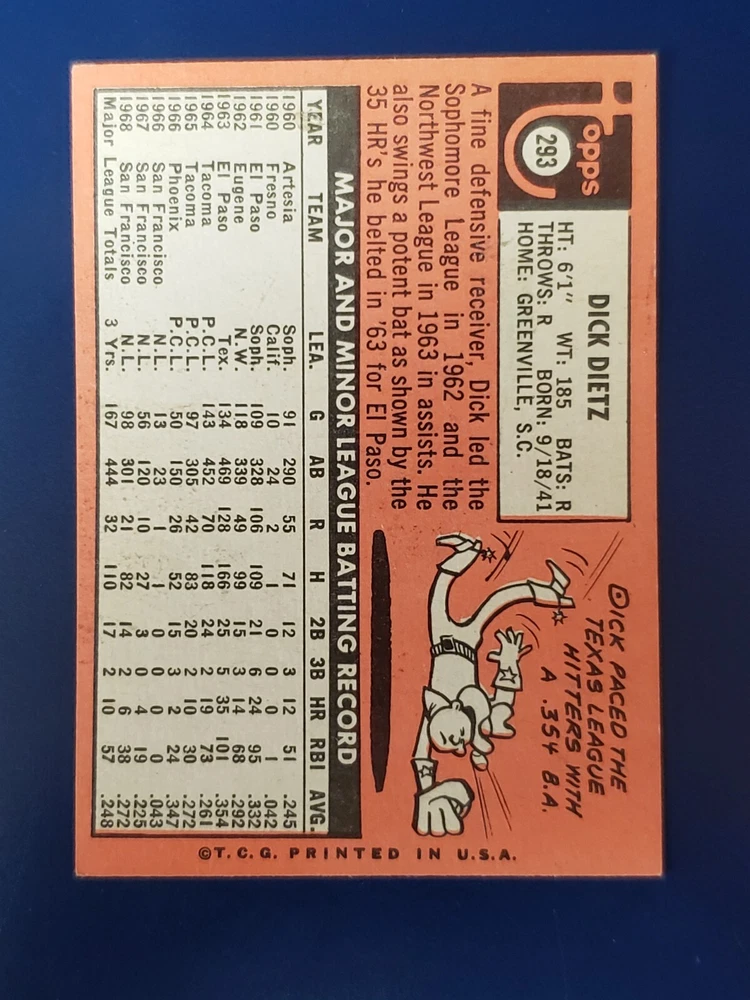 Topps
293
DICK DIETZ
HT: 6'1" WT: 185 BATS: R
THROWS: R BORN: 9/18/41
HOME: GREENVILLE, S.C.
A fine defensive receiver, Dick led the
Sophomore League in 1962 and the
Northwest League in 1963 in assists. He
also swings a potent bat as shown by the
35 HR's he belted in '63 for El Paso.
DICK PACED THE
TEXAS LEAGUE
HITTERS WITH
A .354 B.A.
MAJOR AND MINOR LEAGUE BATTING RECORD
YEAR TEAM LEA. G AB R H 2B 3B HR RBI AVG.
1960 Artesia Soph. 91 290 55 71 12 3 12 51 .245
1960 Fresno Calif. 10 24 2 1 0 0 0 1 .042
1961 El Paso Soph. 109 328 106 109 21 6 24 95 .332
1962 Eugene N.W. 118 339 49 99 15 3 14 68 .292
1963 El Paso Tex. 134 469 128 166 25 5 35 101 .354
1964 Tacoma P.C.L. 143 452 70 118 24 2 19 73 .261
1965 Tacoma P.C.L. 97 305 42 83 20 2 10 30 .272
1966 Phoenix P.C.L. 50 150 26 52 15 3 2 24 .347
1966 San Francisco N.L. 13 23 1 1 0 0 0 0 .043
1967 San Francisco N.L. 56 120 10 27 3 0 4 19 .225
1968 San Francisco N.L. 98 301 21 82 14 2 6 38 .272
Major League Totals 3 Yrs. 167 444 32 110 17 2 10 57 .248
©T.C.G. PRINTED IN U.S.A.